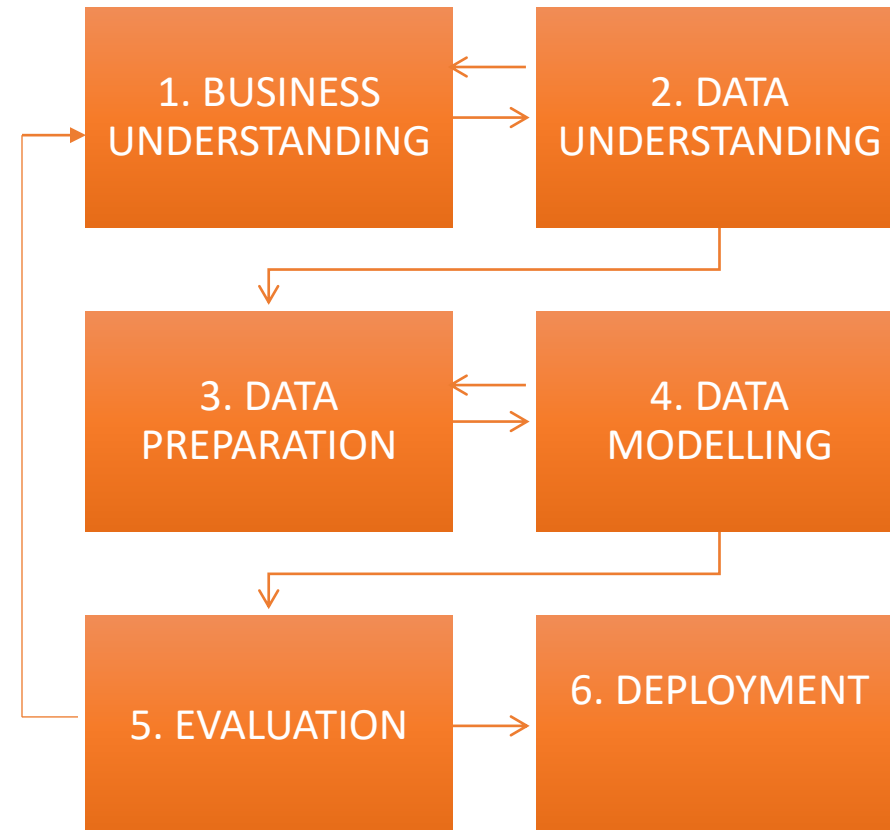 1. BUSINESS
UNDERSTANDING
2. DATA
UNDERSTANDING
3. DATA
PREPARATION
4. DATA
MODELLING
5. EVALUATION
6. DEPLOYMENT